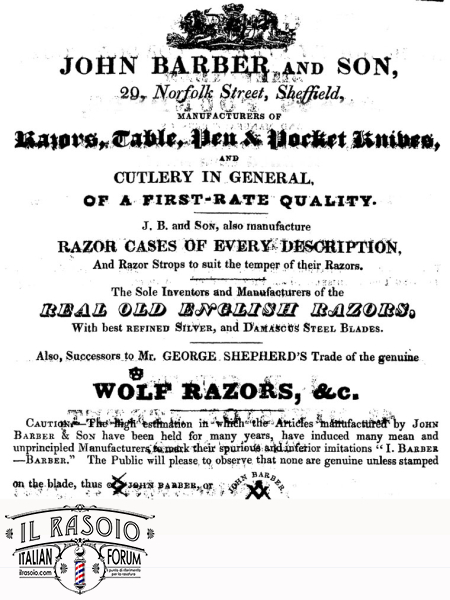 JOHN BARBER AND SON,
29, Norfolk Street, Sheffield,
MANUFACTURERS OF
Razors, Table, Pen & Pocket Knives,
AND
CUTLERY IN GENERAL,
OF A FIRST-RATE QUALITY.
J. B. and SON, also manufacture
RAZOR CASES OF EVERY DESCRIPTION,
And Razor Strops to suit the temper of their Razors.
The Sole Inventors and Manufacturers of the
REAL OLD ENGLISH RAZORS,
With best REFINED SILVER, and DAMASCUS STEEL BLADES.
Also, Successors to Mr. GEORGE SHEPHERD'S Trade of the genuine
WOLF RAZORS, &c.
CAUTION.—The high estimation in which the Articles manufactured by JOHN
BARBER & SON have been held for many years, have induced many mean and
unprincipled Manufacturers, to mark their spurious and inferior imitations "I. BARBER
—BARBER." The Public will please to observe that none are genuine unless stamped
on the blade, thus JOHN BARBER, or JOHN BARBER
IL RASOIO
ITALIAN FORUM
ilrasoio.com
il punto di riferimento
per la rasatura